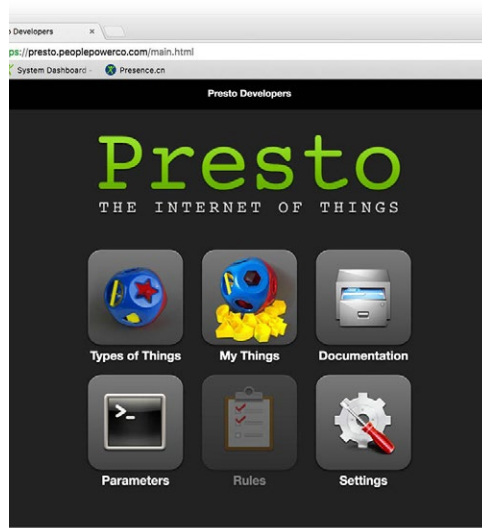 o Developers ×
ps://presto.peoplepowerco.com/main.html
System Dashboard - Presence.cn
Presto Developers
Presto
THE INTERNET OF THINGS
Types of Things My Things Documentation
>_
Parameters Rules Settings